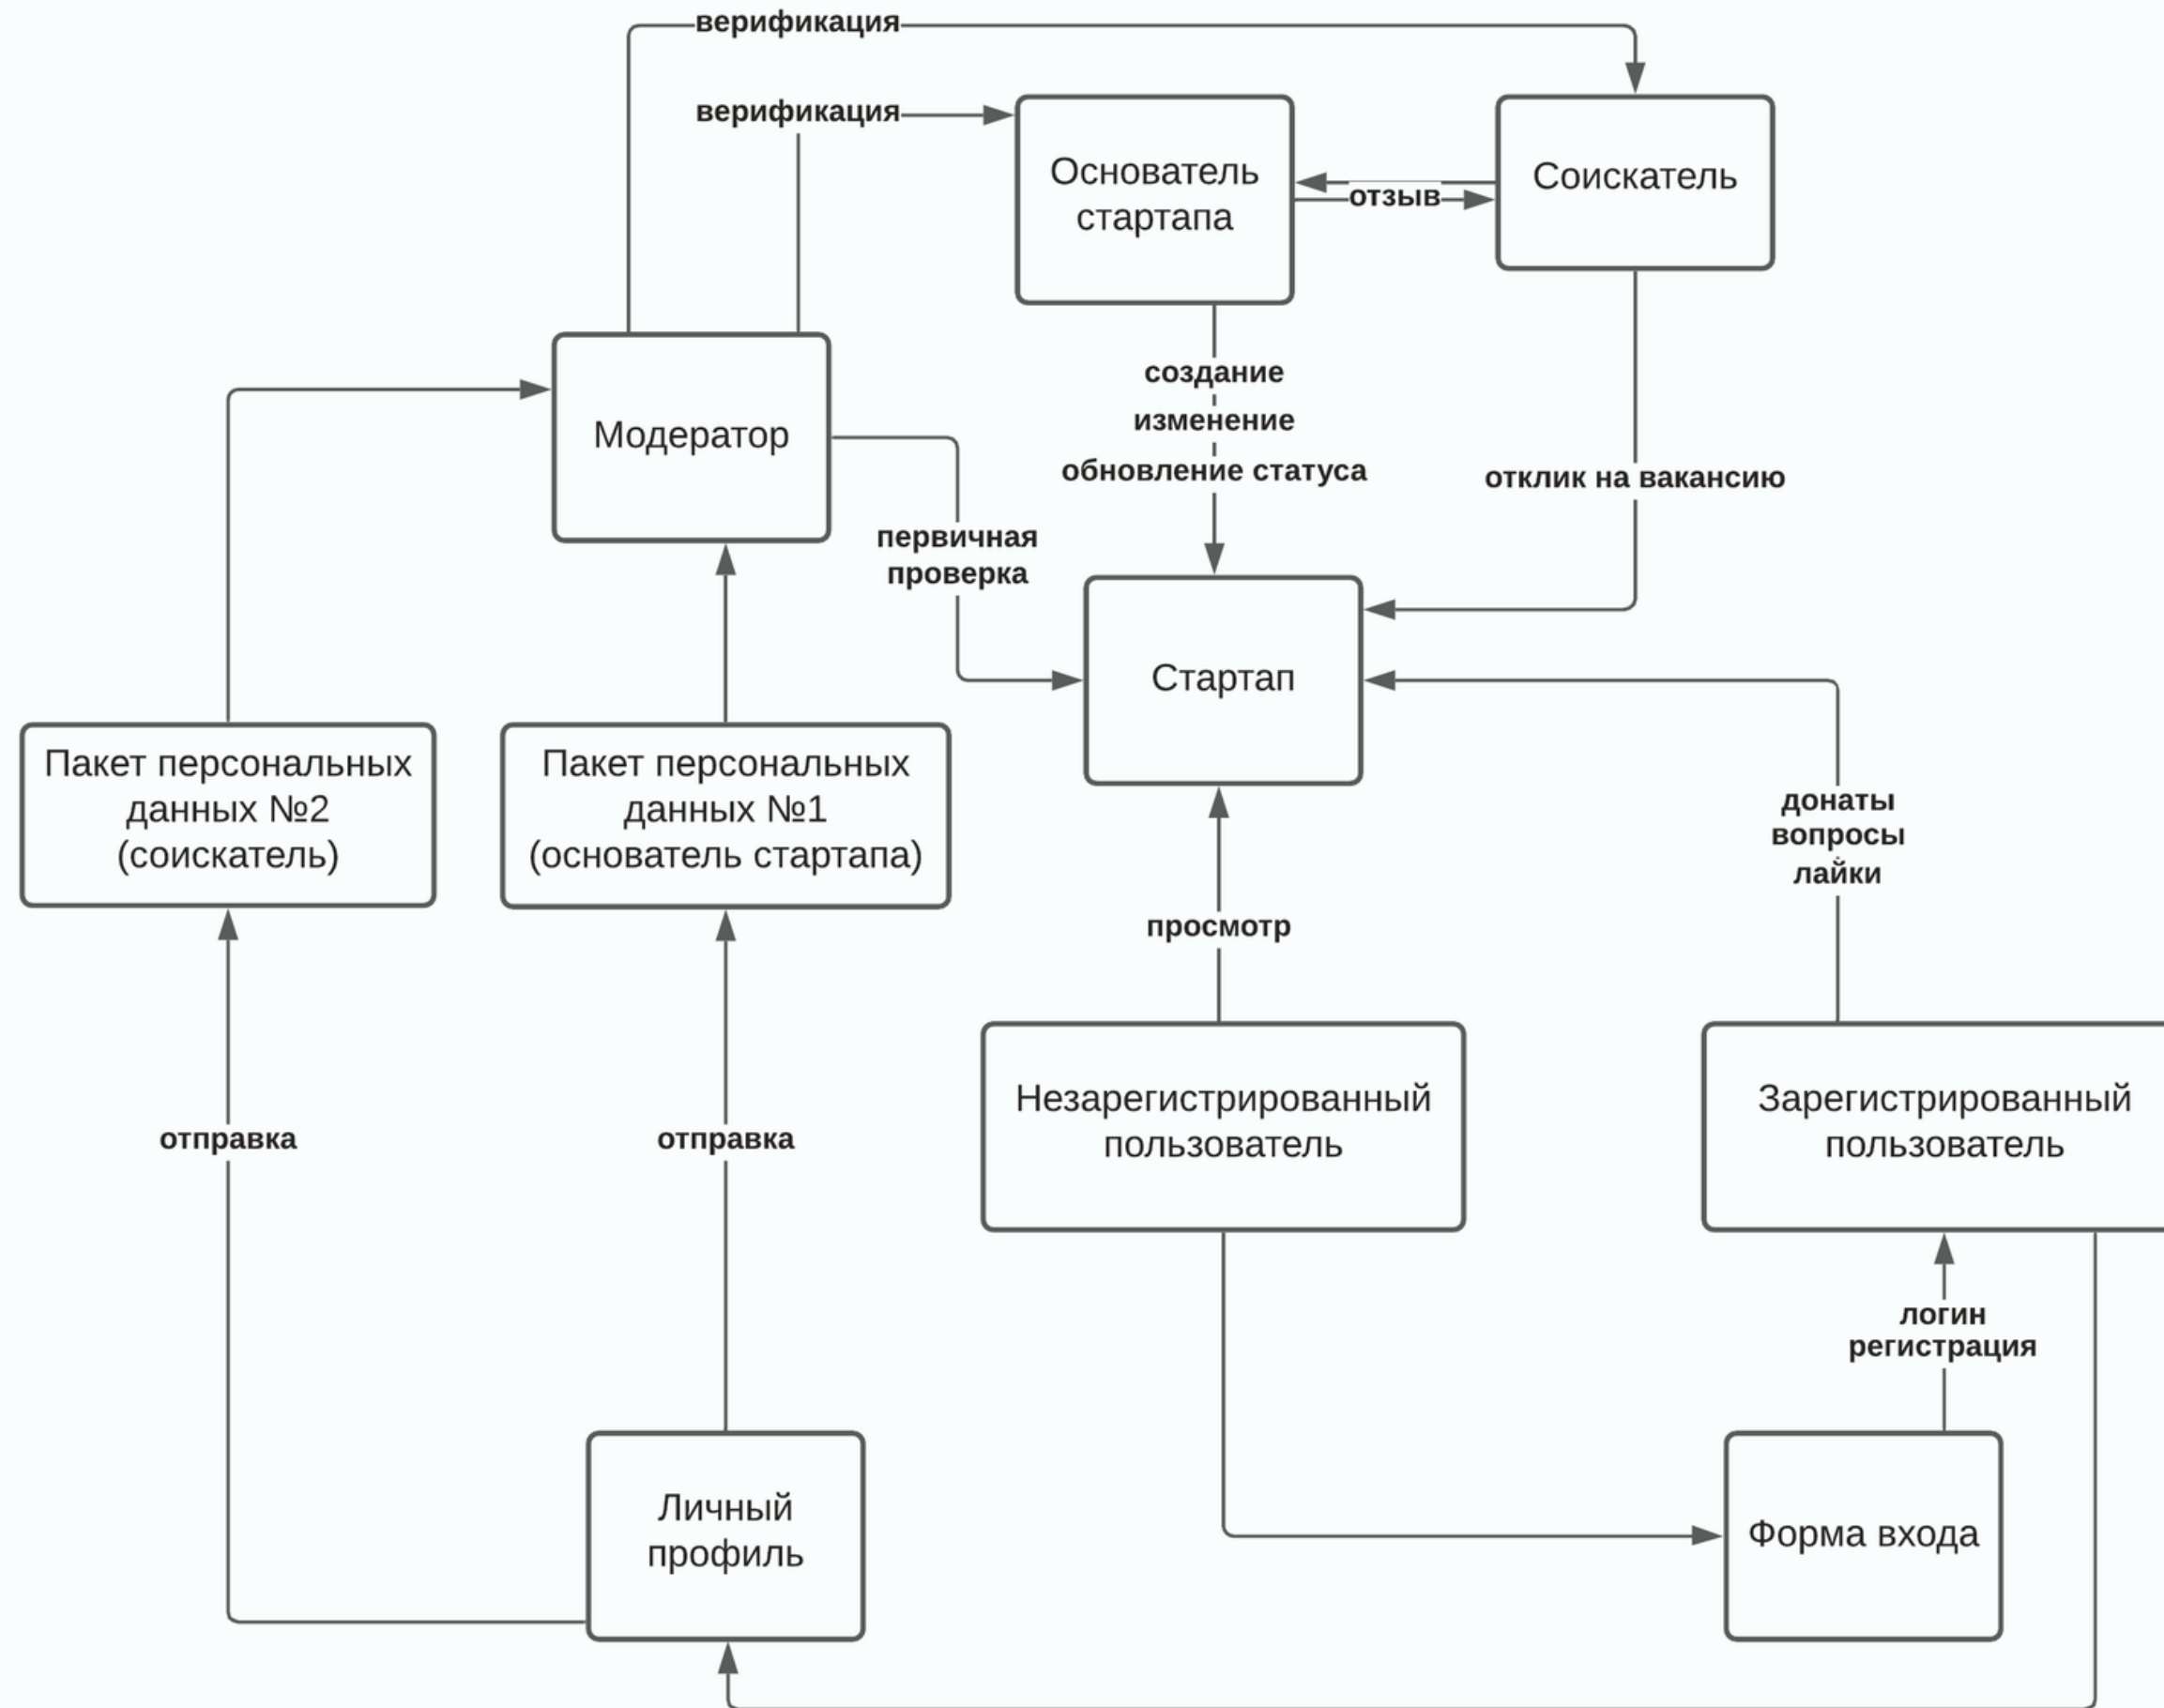 верификация
верификация
Основатель
стартапа
отзыв
Соискатель
Модератор
создание
изменение
обновление статуса
отклик на вакансию
первичная
проверка
Стартап
Пакет персональных
данных №2
(соискатель)
Пакет персональных
данных №1
(основатель стартапа)
донаты
вопросы
лайки
просмотр
Незарегистрированный
пользователь
Зарегистрированный
пользователь
отправка
отправка
логин
регистрация
Личный
профиль
Форма входа